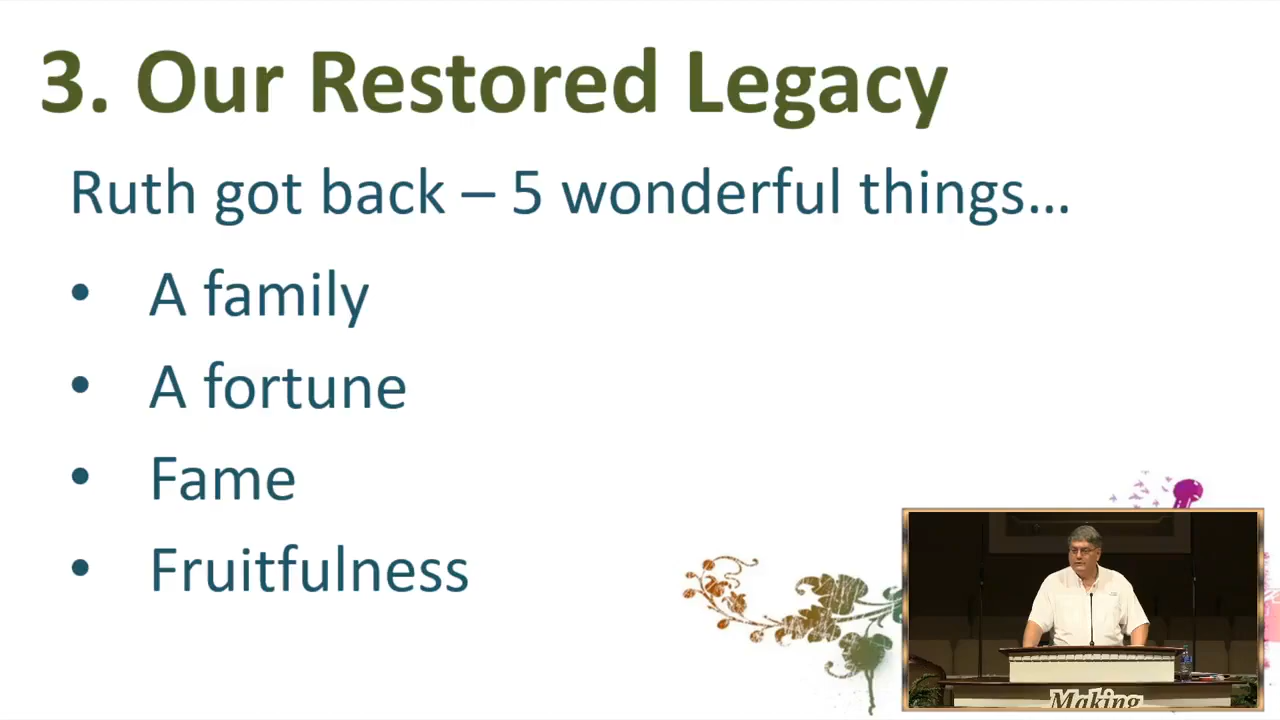 3. Our Restored Legacy
Ruth got back – 5 wonderful things...
• A family
• A fortune
• Fame
• Fruitfulness
Making